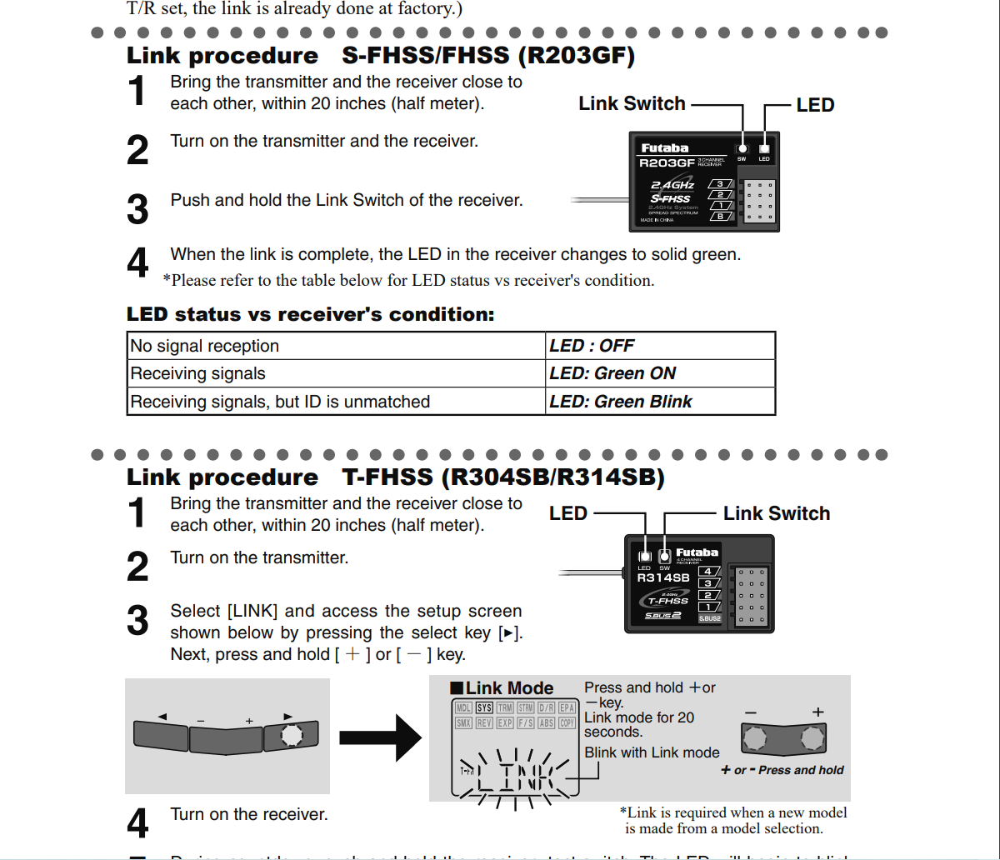 T/R set, the link is already done at factory.)
Link procedure S-FHSS/FHSS (R203GF)
1 Bring the transmitter and the receiver close to
each other, within 20 inches (half meter).
2 Turn on the transmitter and the receiver.
3 Push and hold the Link Switch of the receiver.
Link Switch
LED
Futaba
SW LED
R203GF 3 CHANNEL
RECEIVER
2.4GHz
S-FHSS
2.4GHz System
SPREAD SPECTRUM
MADE IN CHINA
3
2
1
B
4 When the link is complete, the LED in the receiver changes to solid green.
*Please refer to the table below for LED status vs receiver's condition.
LED status vs receiver's condition:
No signal reception LED : OFF
Receiving signals LED: Green ON
Receiving signals, but ID is unmatched LED: Green Blink
Link procedure T-FHSS (R304SB/R314SB)
1 Bring the transmitter and the receiver close to
each other, within 20 inches (half meter).
2 Turn on the transmitter.
3 Select [LINK] and access the setup screen
shown below by pressing the select key [►].
Next, press and hold [ + ] or [ − ] key.
LED
Link Switch
Futaba
4 CHANNEL
RECEIVER
LED SW
R314SB
2.4GHz
T-FHSS
S.BUS2
4
3
2
1
S.BUS2
◄ − + ►
■Link Mode
MDL SYS TRM STRM D/R EPA
SMX REV EXP F/S ABS COPY
LINK
Press and hold +or
−key.
Link mode for 20
seconds.
Blink with Link mode
− +
+ or - Press and hold
*Link is required when a new model
is made from a model selection.
4 Turn on the receiver.